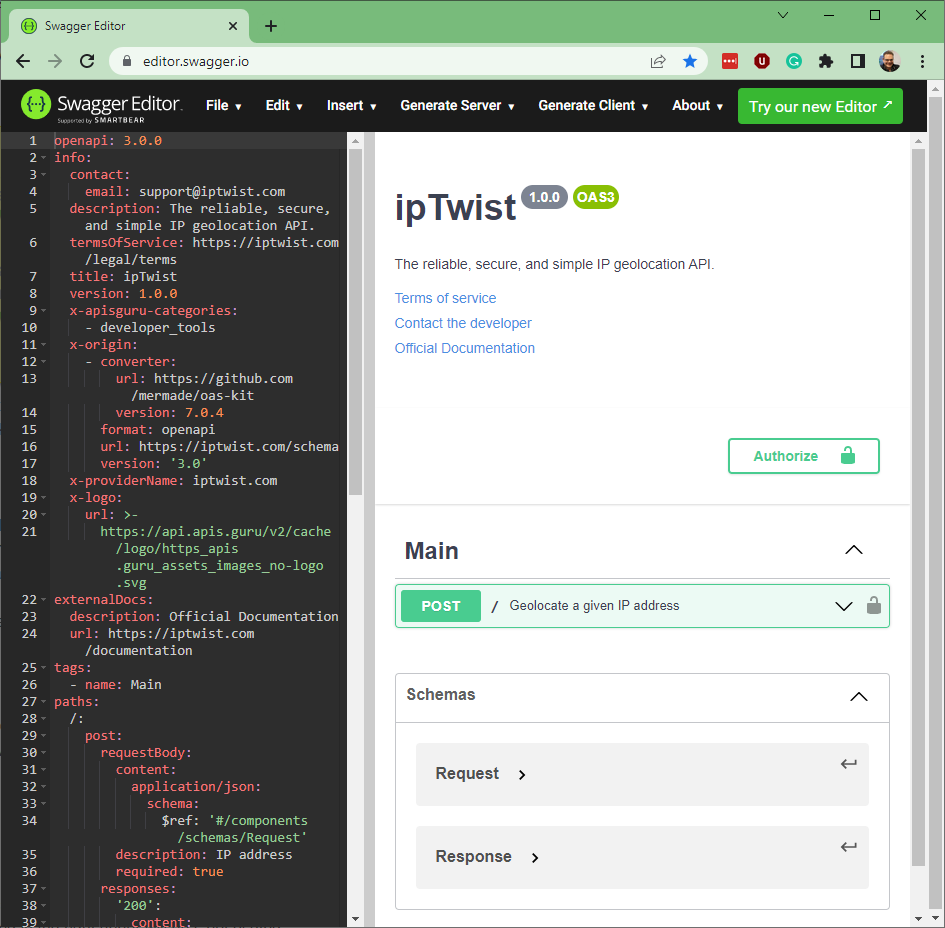 Swagger Editor
editor.swagger.io
Swagger Editor.
Supported by SMARTBEAR
File
Edit
Insert
Generate Server
Generate Client
About
Try our new Editor
1 openapi: 3.0.0
2 info:
3 contact:
4 email: support@iptwist.com
5 description: The reliable, secure,
and simple IP geolocation API.
6 termsOfService: https://iptwist.com
/legal/terms
7 title: ipTwist
8 version: 1.0.0
9 x-apisguru-categories:
10 - developer_tools
11 x-origin:
12 - converter:
13 url: https://github.com
/mermade/oas-kit
14 version: 7.0.4
15 format: openapi
16 url: https://iptwist.com/schema
17 version: '3.0'
18 x-providerName: iptwist.com
19 x-logo:
20 url: >-
21 https://api.apis.guru/v2/cache
/logo/https_apis
.guru_assets_images_no-logo
.svg
22 externalDocs:
23 description: Official Documentation
24 url: https://iptwist.com
/documentation
25 tags:
26 - name: Main
27 paths:
28 /:
29 post:
30 requestBody:
31 content:
32 application/json:
33 schema:
34 $ref: '#/components
/schemas/Request'
35 description: IP address
36 required: true
37 responses:
38 '200':
39 content:
ipTwist 1.0.0 OAS3
The reliable, secure, and simple IP geolocation API.
Terms of service
Contact the developer
Official Documentation
Authorize
Main
POST / Geolocate a given IP address
Schemas
Request
Response